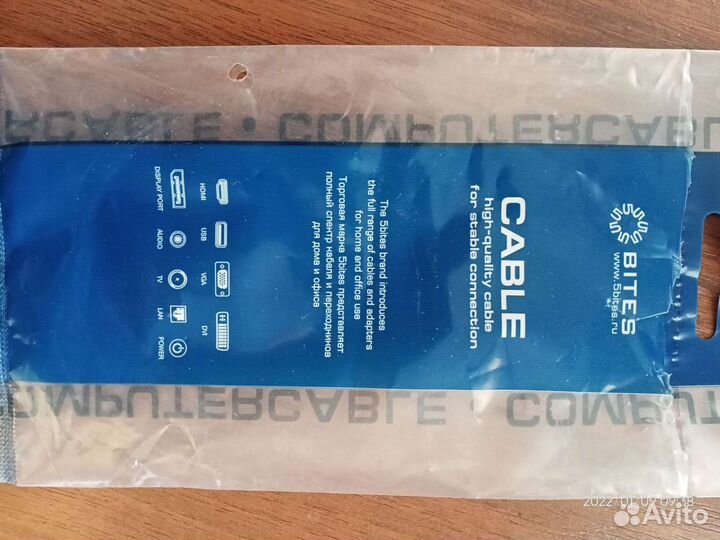 5BITES
www.5bites.ru
CABLE
high-quality cable
for stable connection
The 5bites brand introduces
the full range of cables and adapters
for home and office use
Торговая марка 5bites представляет
полный спектр кабеля и переходников
для дома и офиса
HDMI
USB
VGA
DVI
DISPLAY PORT
AUDIO
TV
LAN
POWER
COMPUTERCABLE • COMPUTERCABLE
COMPUTERCABLE • COMPUTERCABLE
2022/01/09 09:38
Avito